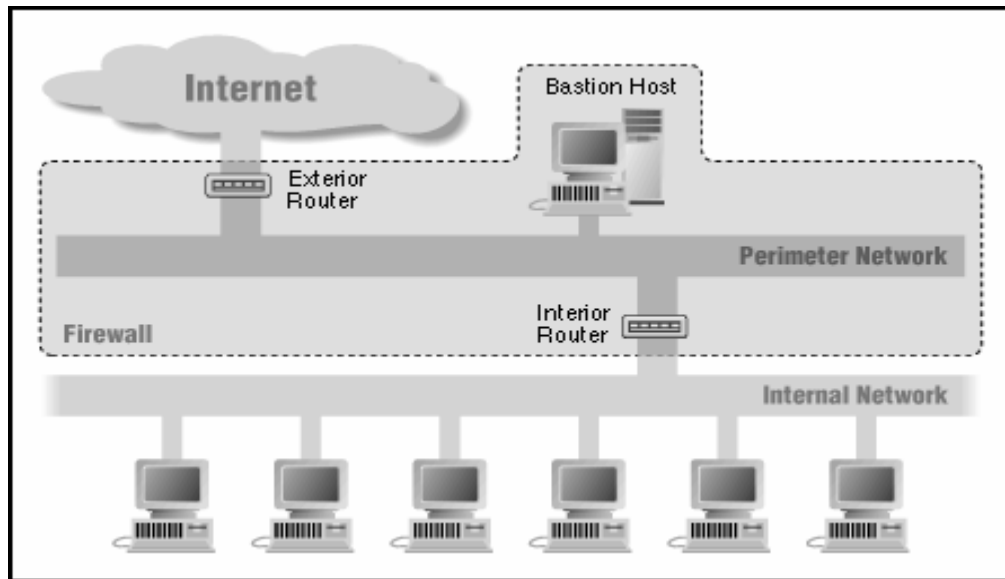 Internet
Bastion Host
Exterior
Router
Perimeter Network
Interior
Router
Firewall
Internal Network